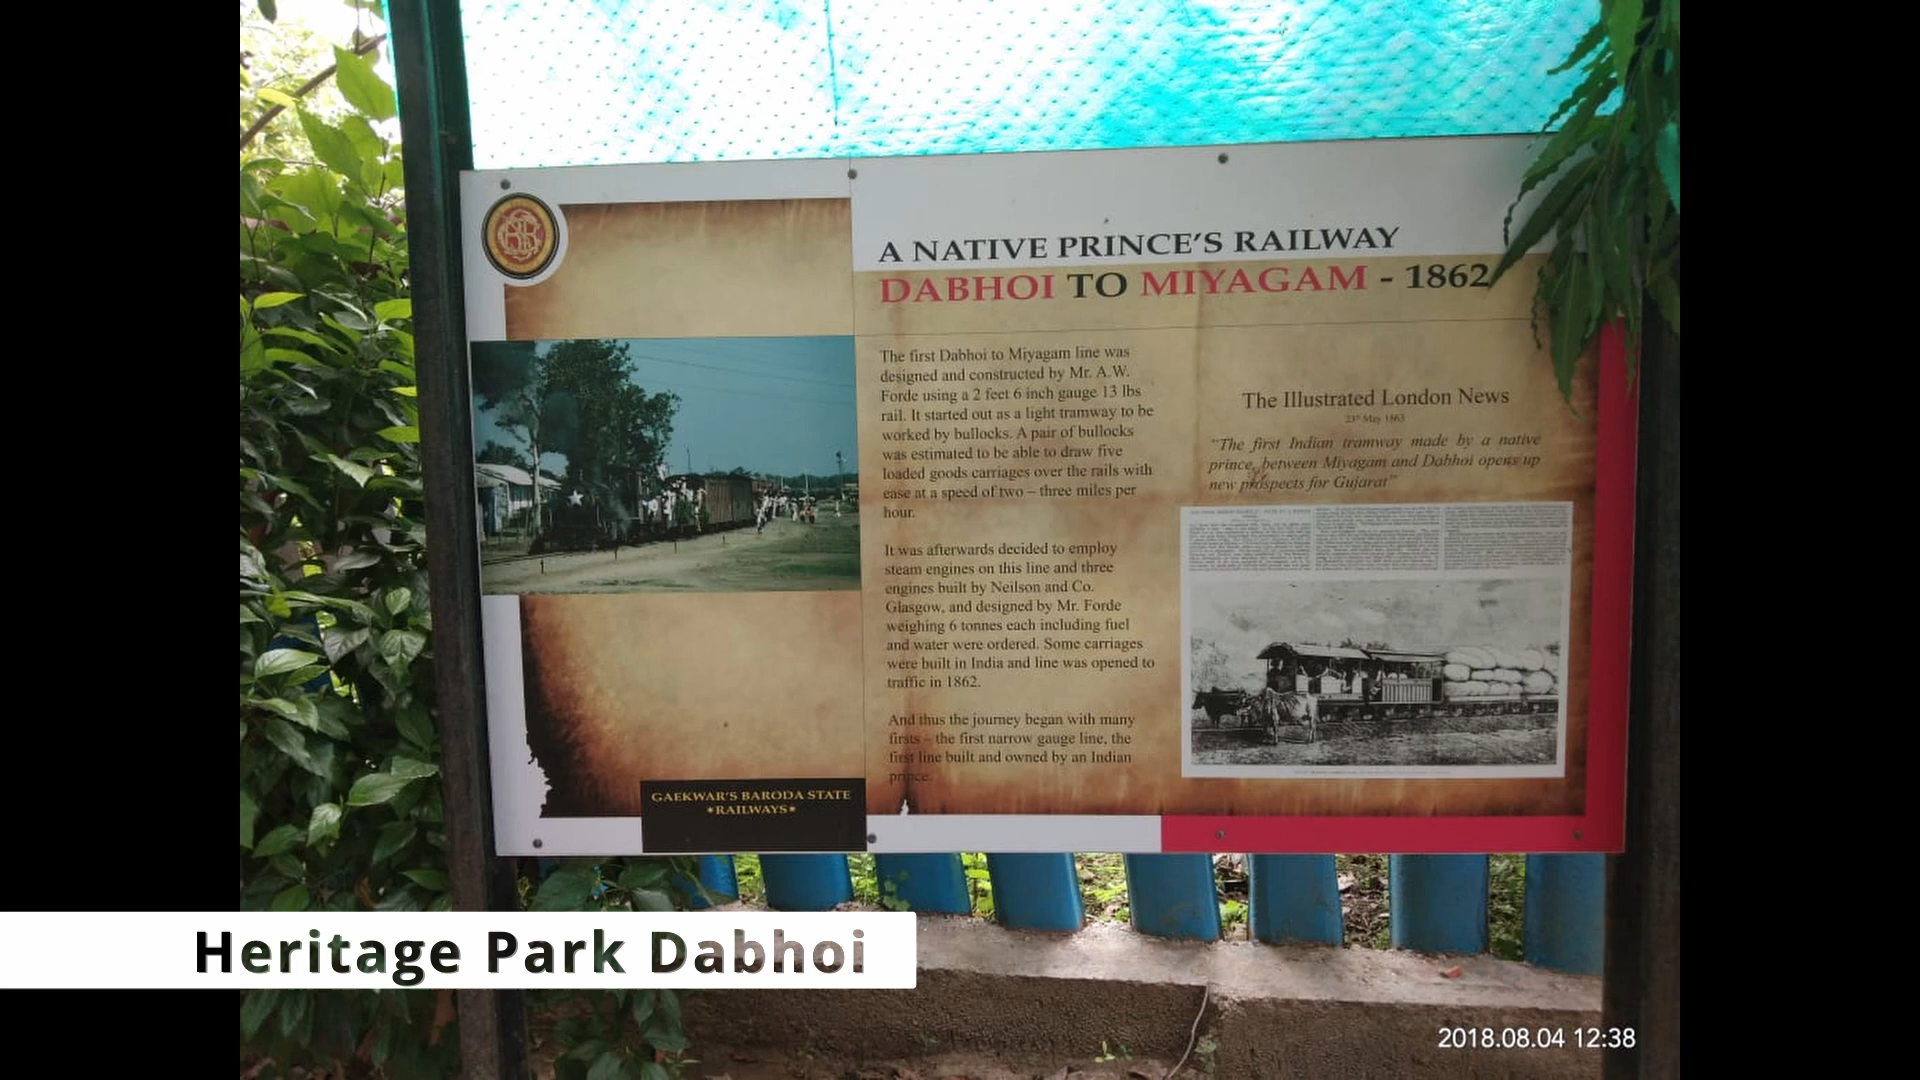 A NATIVE PRINCE'S RAILWAY
DABHOI TO MIYAGAM - 1862
The first Dabhoi to Miyagam line was
designed and constructed by Mr. A.W.
Forde using a 2 feet 6 inch gauge 13 lbs
rail. It started out as a light tramway to be
worked by bullocks. A pair of bullocks
was estimated to be able to draw five
loaded goods carriages over the rails with
ease at a speed of two – three miles per
hour.
It was afterwards decided to employ
steam engines on this line and three
engines built by Neilson and Co.
Glasgow, and designed by Mr. Forde
weighing 6 tonnes each including fuel
and water were ordered. Some carriages
were built in India and line was opened to
traffic in 1862.
And thus the journey began with many
firsts – the first narrow gauge line, the
first line built and owned by an Indian
prince.
The Illustrated London News
23rd May 1863
"The first Indian tramway made by a native
prince, between Miyagam and Dabhoi opens up
new prospects for Gujarat"
GAEKWAR'S BARODA STATE
*RAILWAYS*
Heritage Park Dabhoi
2018.08.04 12:38